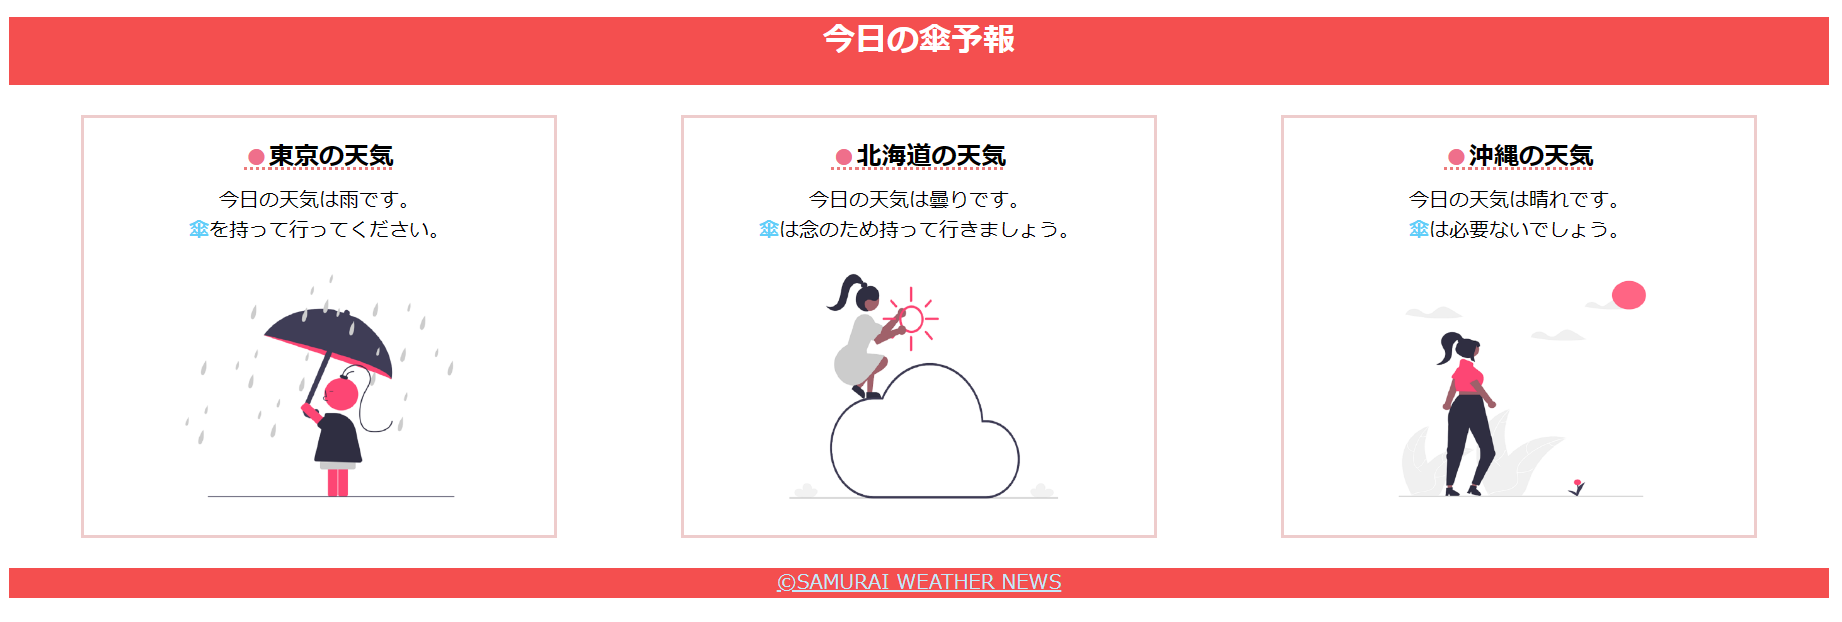 今日の傘予報
●東京の天気
今日の天気は雨です。
傘を持って行ってください。
●北海道の天気
今日の天気は曇りです。
傘は念のため持って行きましょう。
●沖縄の天気
今日の天気は晴れです。
傘は必要ないでしょう。
©SAMURAI WEATHER NEWS